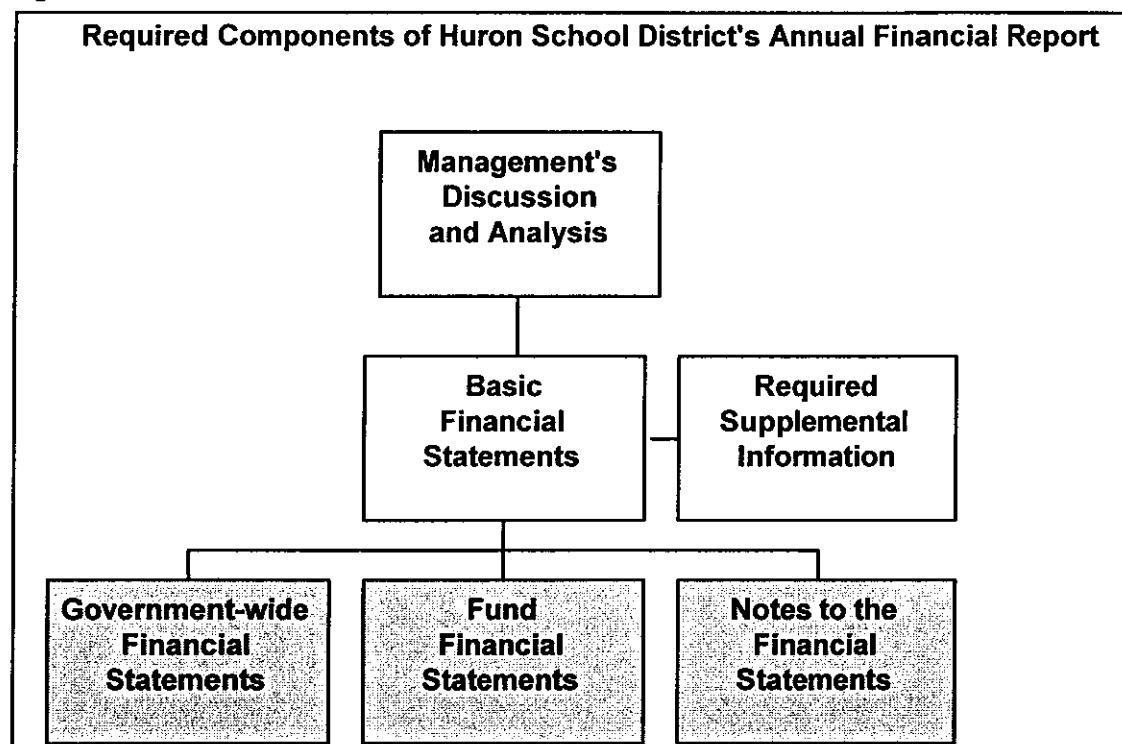 Required Components of Huron School District's Annual Financial Report
Management's
Discussion
and Analysis
Basic
Financial
Statements
Required
Supplemental
Information
Government-wide
Financial
Statements
Fund
Financial
Statements
Notes to the
Financial
Statements